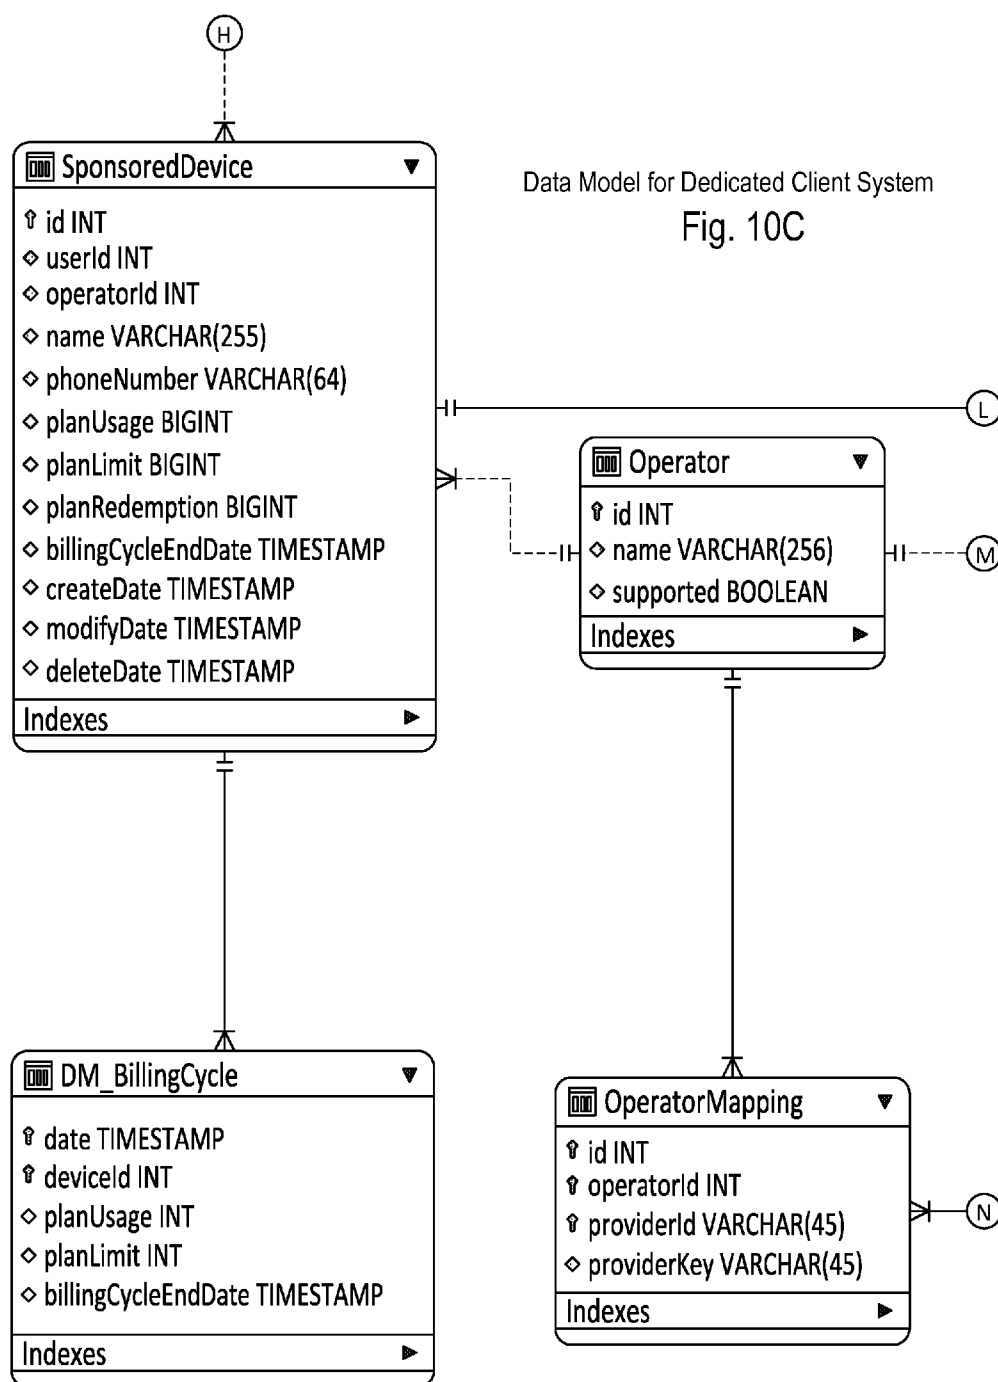 H
SponsoredDevice
id INT
userId INT
operatorId INT
name VARCHAR(255)
phoneNumber VARCHAR(64)
planUsage BIGINT
planLimit BIGINT
planRedemption BIGINT
billingCycleEndDate TIMESTAMP
createDate TIMESTAMP
modifyDate TIMESTAMP
deleteDate TIMESTAMP
Indexes
Data Model for Dedicated Client System
Fig. 10C
L
Operator
id INT
name VARCHAR(256)
supported BOOLEAN
Indexes
M
DM_BillingCycle
date TIMESTAMP
deviceId INT
planUsage INT
planLimit INT
billingCycleEndDate TIMESTAMP
Indexes
OperatorMapping
id INT
operatorId INT
providerId VARCHAR(45)
providerKey VARCHAR(45)
Indexes
N